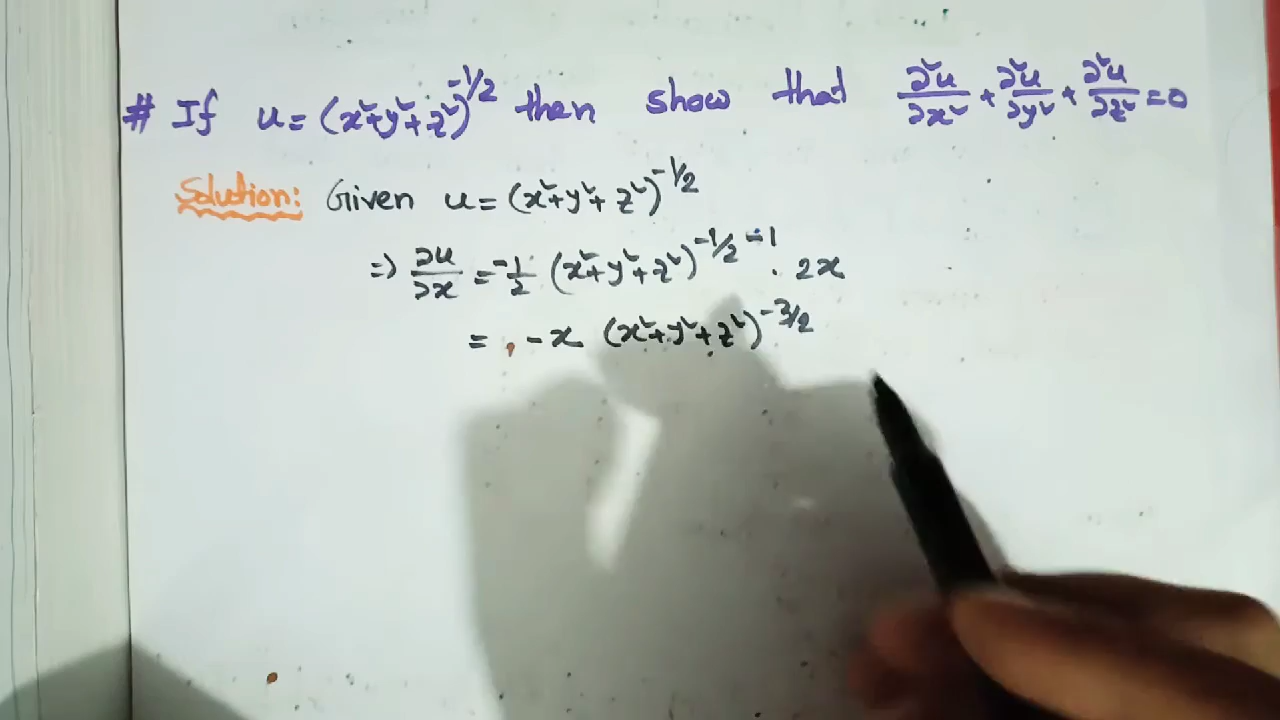 # If u = (x²+y²+z²)^-1/2 then show that ∂²u/∂x² + ∂²u/∂y² + ∂²u/∂z² = 0
Solution: Given u = (x²+y²+z²)^-1/2
=> ∂u/∂x = -1/2 (x²+y²+z²)^-1/2 -1 . 2x
= -x (x²+y²+z²)^-3/2